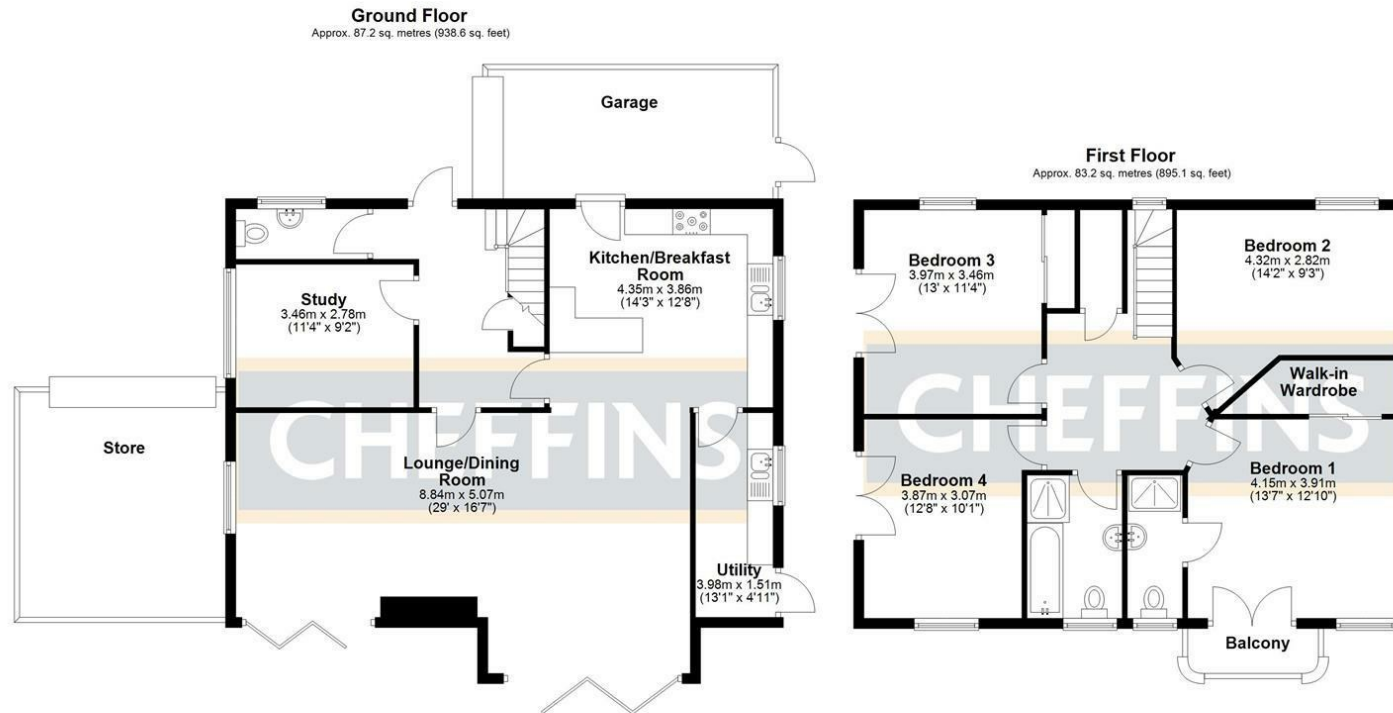 Ground Floor
Approx. 87.2 sq. metres (938.6 sq. feet)
Garage
Kitchen/Breakfast
Room
4.35m x 3.86m
(14'3" x 12'8")
Study
3.46m x 2.78m
(11'4" x 9'2")
Store
CHEFFINS
Lounge/Dining
Room
8.84m x 5.07m
(29' x 16'7")
Utility
3.98m x 1.51m
(13'1" x 4'11")
First Floor
Approx. 83.2 sq. metres (895.1 sq. feet)
Bedroom 3
3.97m x 3.46m
(13' x 11'4")
Bedroom 2
4.32m x 2.82m
(14'2" x 9'3")
Walk-in
Wardrobe
CHEFFINS
Bedroom 4
3.87m x 3.07m
(12'8" x 10'1")
Bedroom 1
4.15m x 3.91m
(13'7" x 12'10")
Balcony